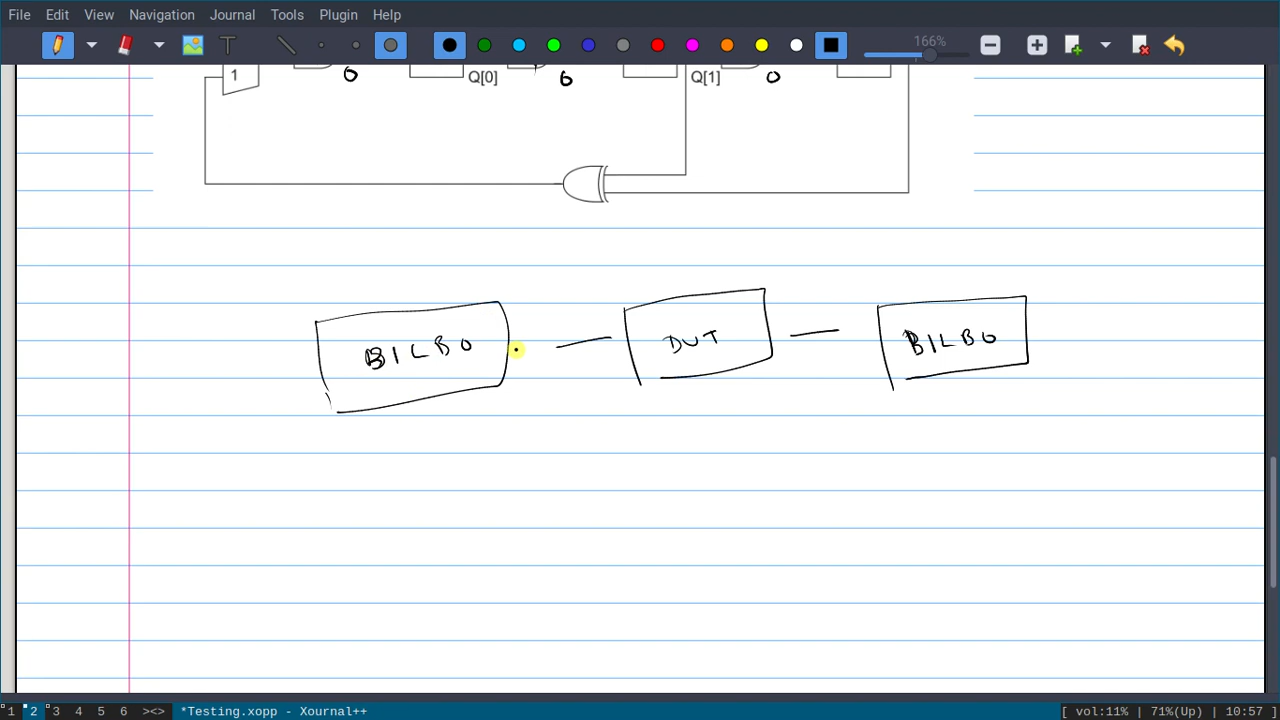 File Edit View Navigation Journal Tools Plugin Help
166%
1 0 Q[0] 6 Q[1] 0
BILBO DUT BILBO
1 2 3 4 5 6 ><> *Testing.xopp - Xournal++ [ vol:11% | 71%(Up) | 10:57